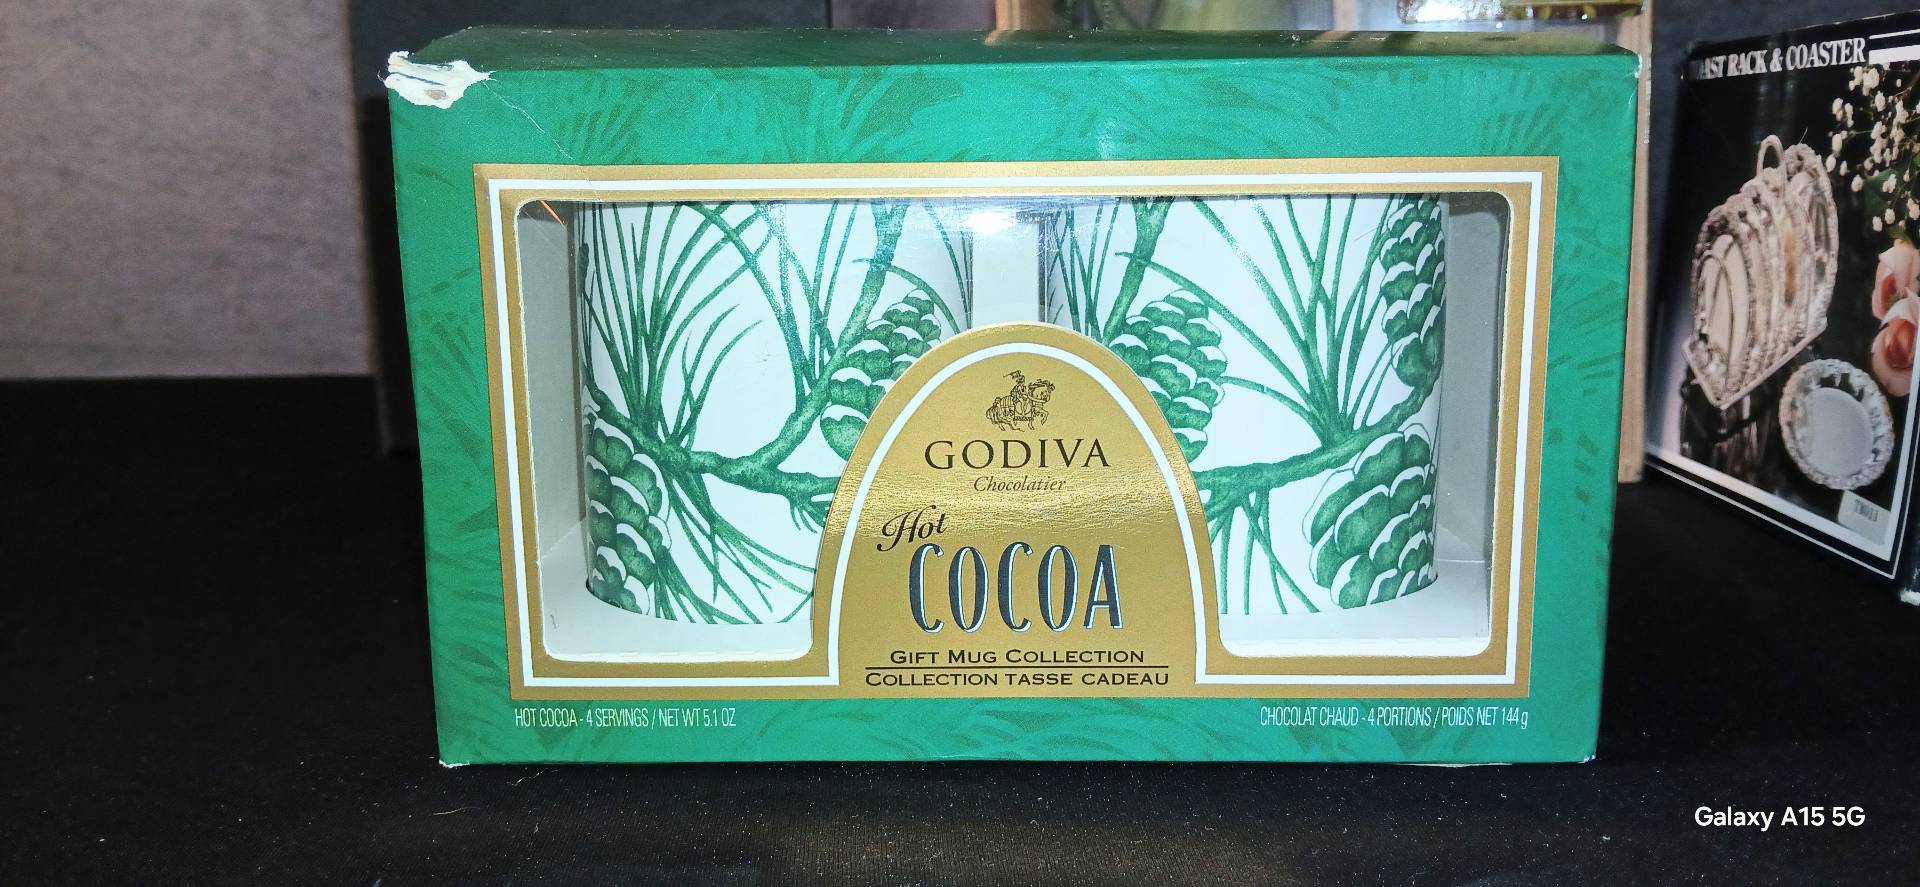 GODIVA
Chocolatier
Hot
COCOA
GIFT MUG COLLECTION
COLLECTION TASSE CADEAU
HOT COCOA - 4 SERVINGS / NET WT 5.1 OZ
CHOCOLAT CHAUD - 4 PORTIONS / POIDS NET 144 g
RACK & COASTER
Galaxy A15 5G